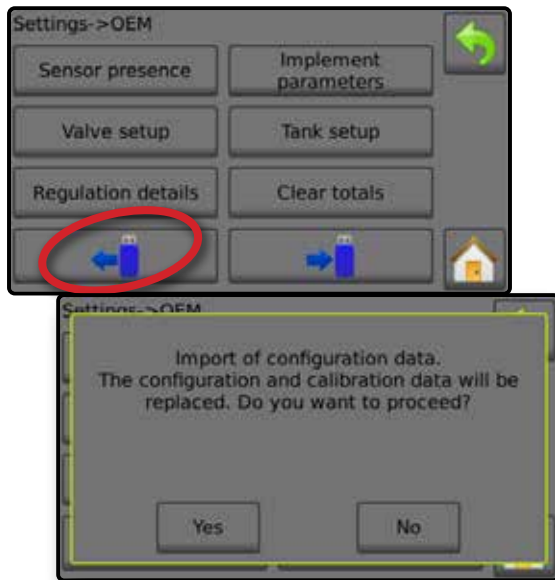 Settings->OEM
Sensor presence
Implement
parameters
Valve setup
Tank setup
Regulation details
Clear totals
Settings->OEM
Import of configuration data.
The configuration and calibration data will be
replaced. Do you want to proceed?
Yes
No